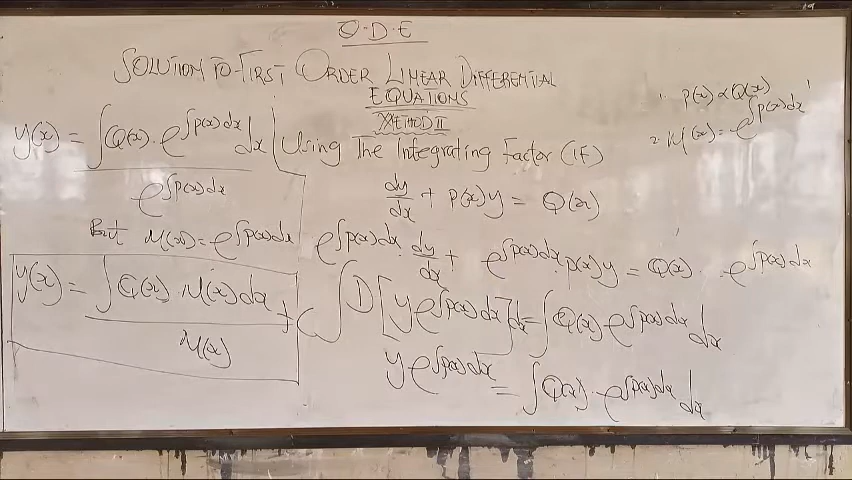 O.D.E
SOLUTION TO FIRST ORDER LINEAR DIFFERENTIAL
EQUATIONS
METHOD II
Using The Integrating Factor (IF)
1. P(x) & Q(x)
2. M(x) = e^∫P(x)dx
dy/dx + P(x)y = Q(x)
e^∫P(x)dx . dy/dx + e^∫P(x)dx . P(x)y = Q(x) . e^∫P(x)dx
∫D[y e^∫P(x)dx]dx = ∫Q(x) e^∫P(x)dx dx
y e^∫P(x)dx = ∫Q(x) . e^∫P(x)dx dx
y(x) = ∫Q(x) . e^∫P(x)dx dx / e^∫P(x)dx
But M(x) = e^∫P(x)dx
y(x) = ∫Q(x) . M(x)dx / M(x) + C